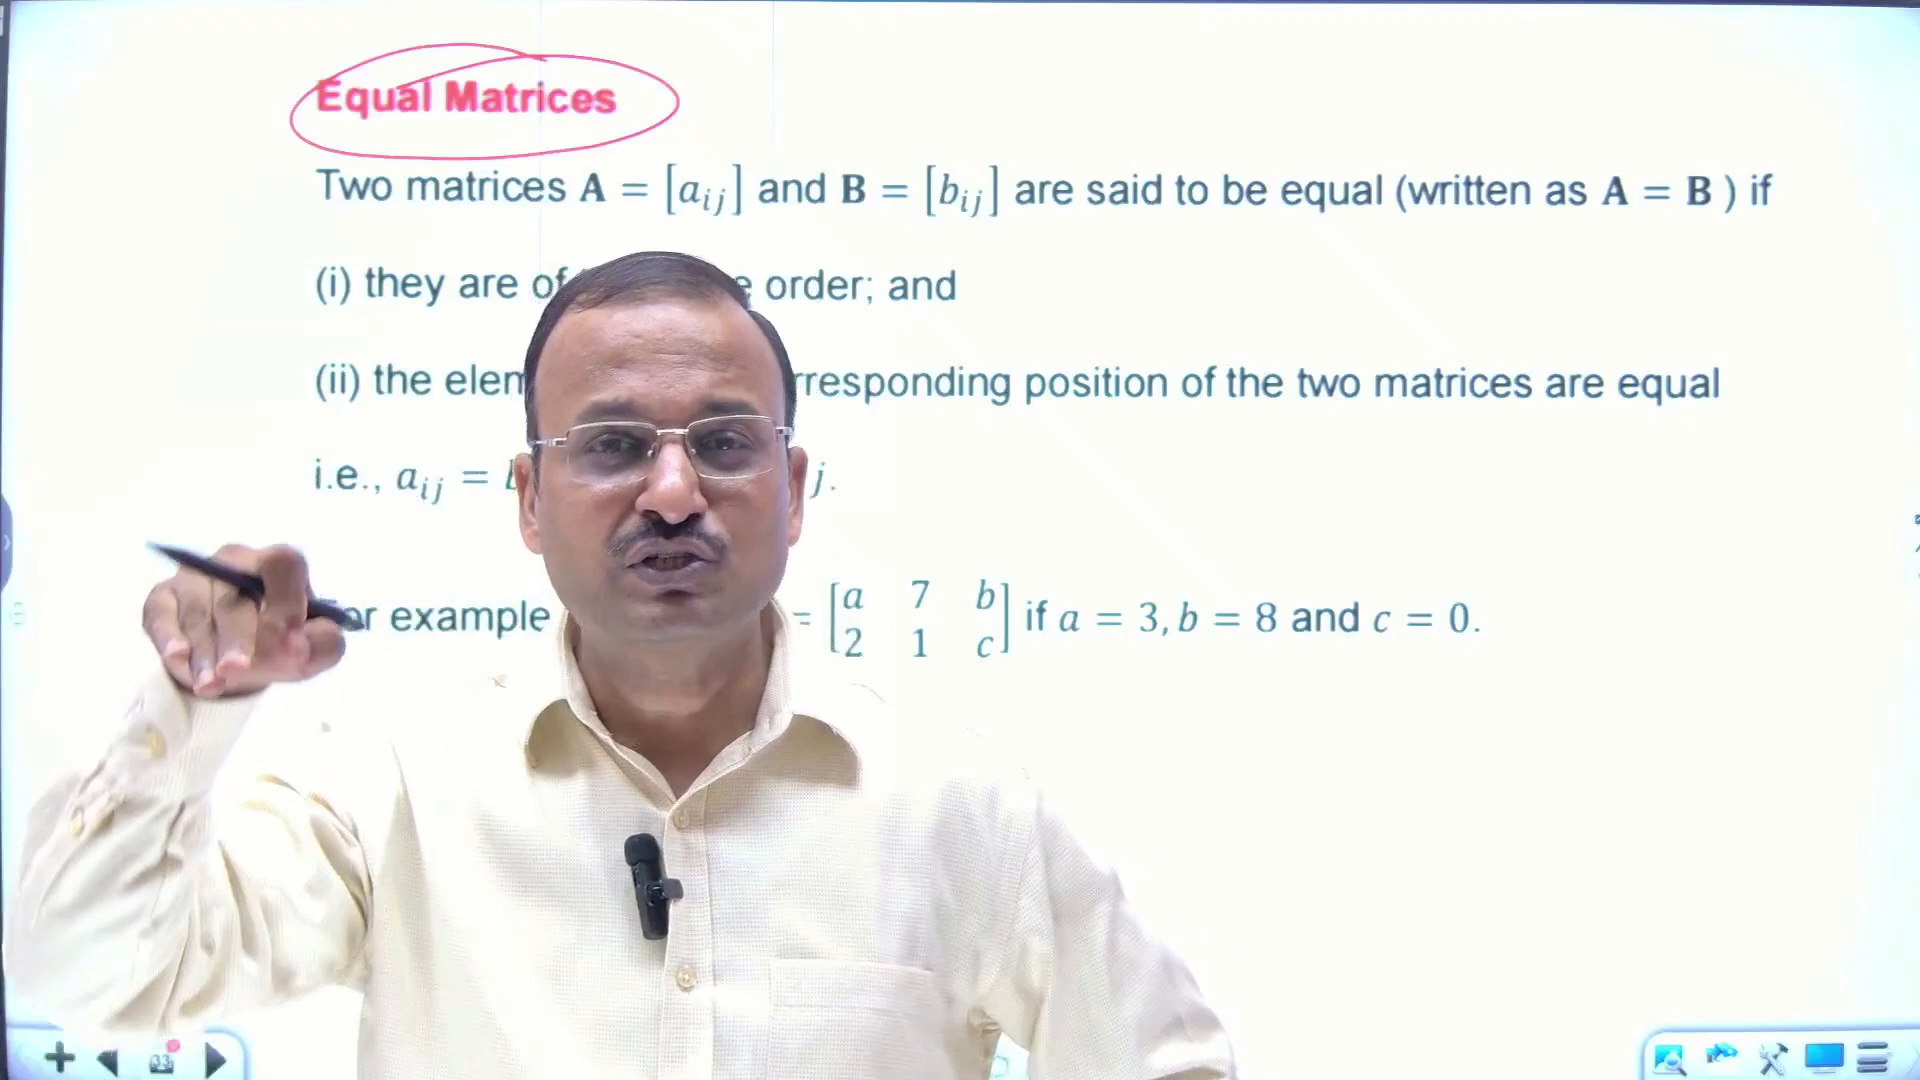 Equal Matrices
Two matrices A = [aᵢⱼ] and B = [bᵢⱼ] are said to be equal (written as A = B ) if
(i) they are of order; and
(ii) the position of the two matrices are equal
i.e., aᵢⱼ = j.
For example = [a 7 b; 2 1 c] if a = 3, b = 8 and c = 0.
33